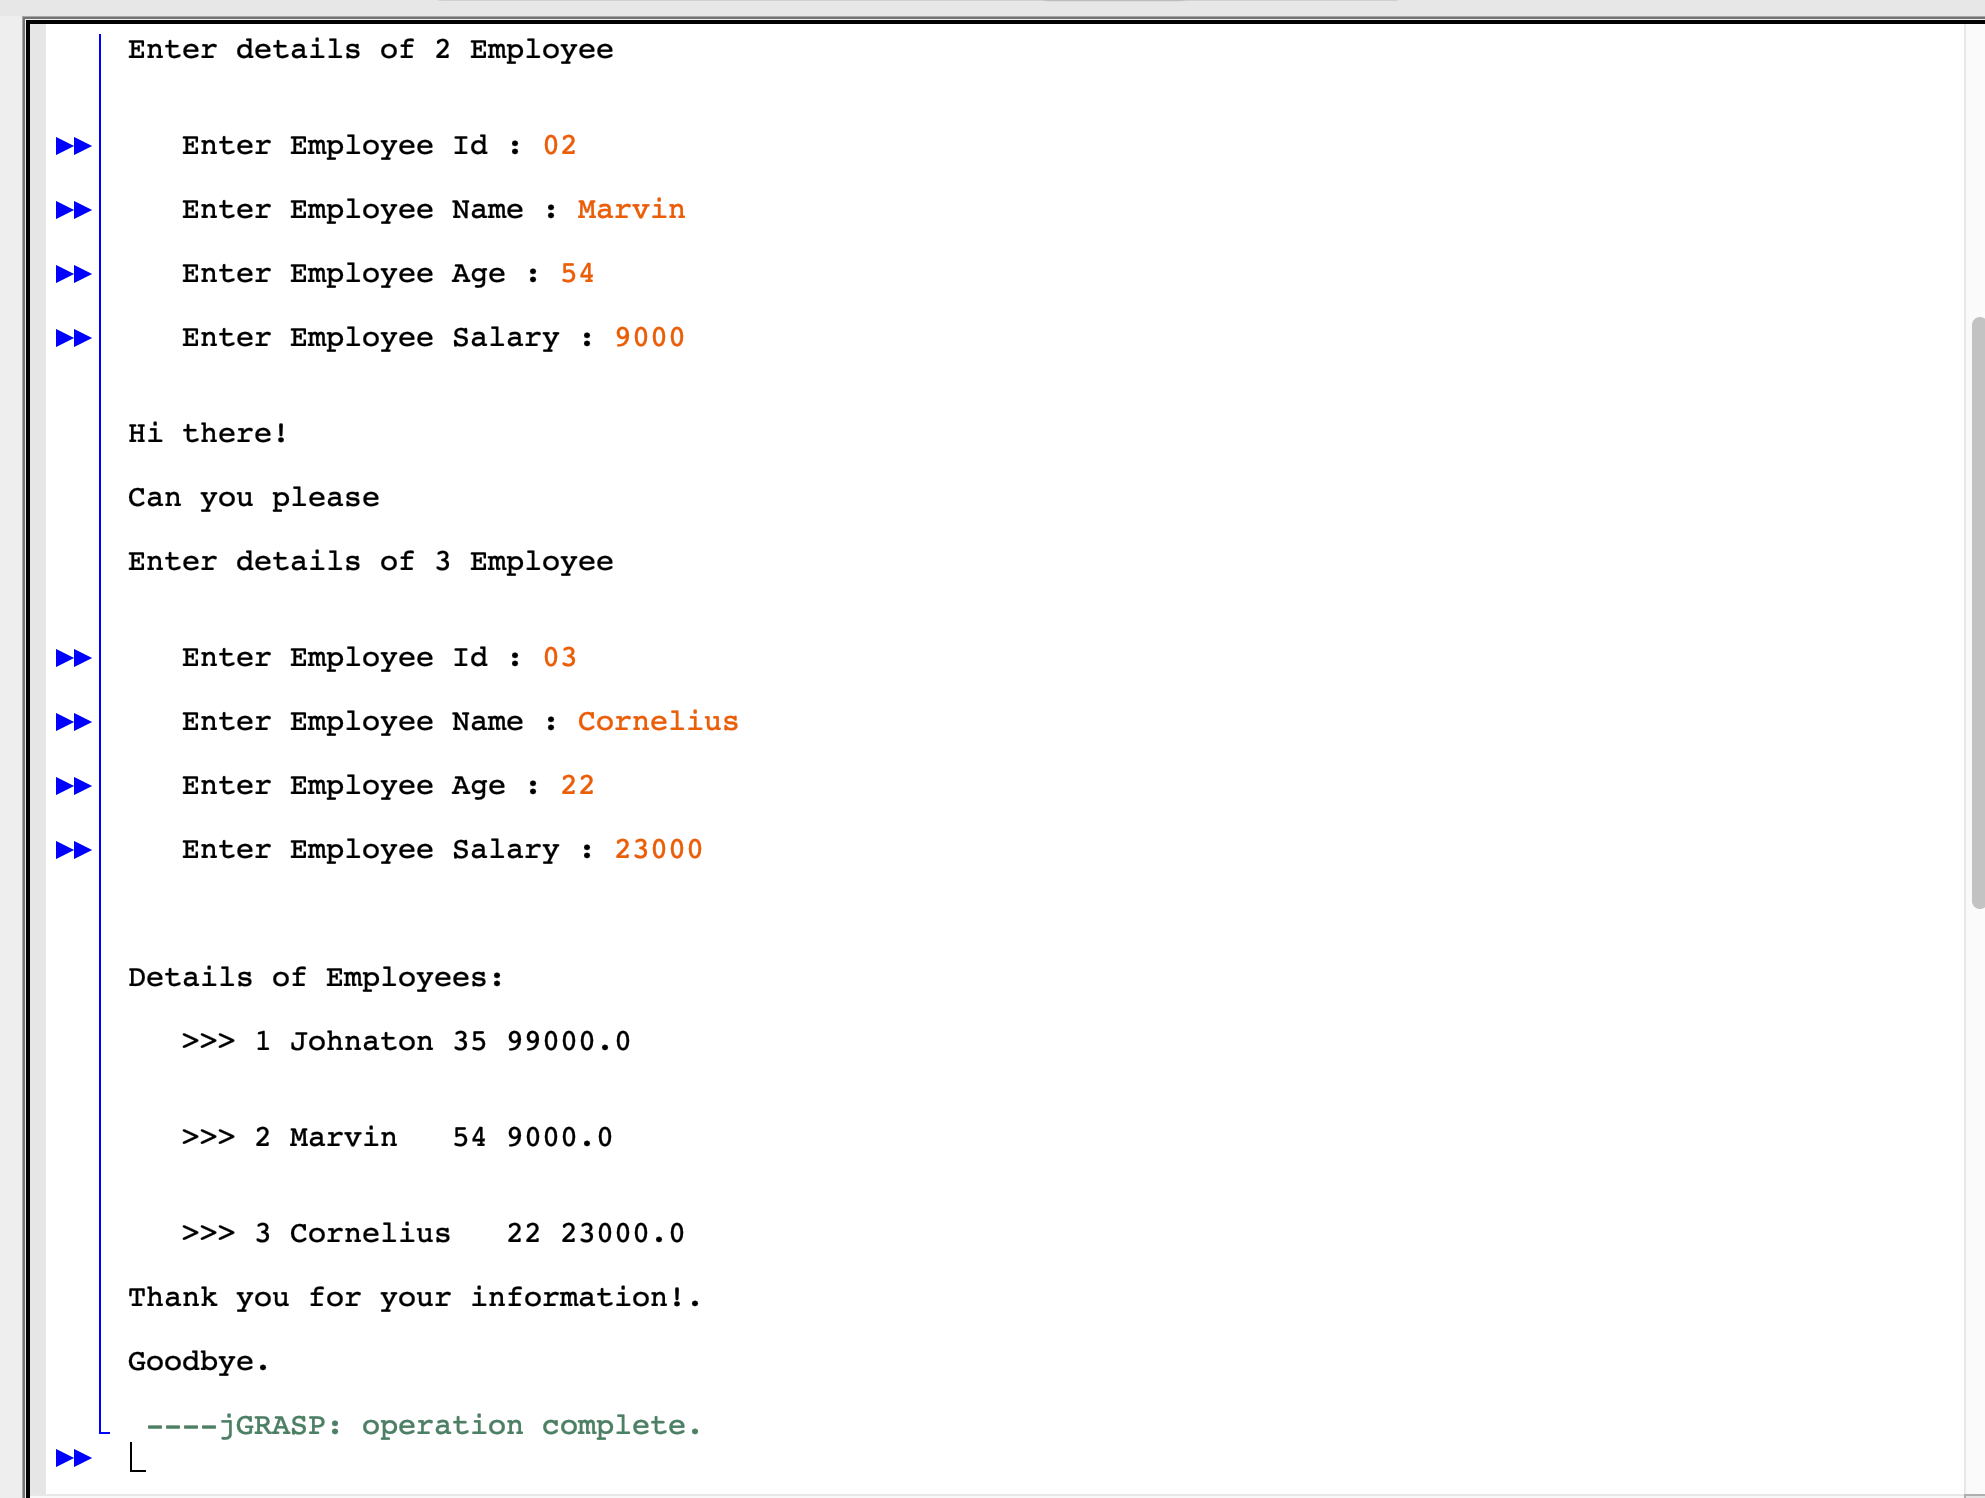 Enter details of 2 Employee
Enter Employee Id : 02
Enter Employee Name : Marvin
Enter Employee Age : 54
Enter Employee Salary : 9000
Hi there!
Can you please
Enter details of 3 Employee
Enter Employee Id : 03
Enter Employee Name : Cornelius
Enter Employee Age : 22
Enter Employee Salary : 23000
Details of Employees:
>>> 1 Johnaton 35 99000.0
>>> 2 Marvin   54 9000.0
>>> 3 Cornelius   22 23000.0
Thank you for your information!.
Goodbye.
----jGRASP: operation complete.